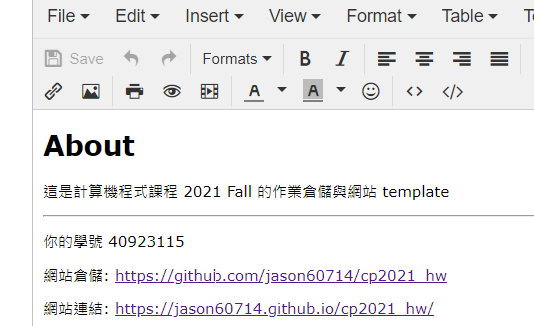 File Edit Insert View Format Table
Save Formats B I
A A
About
這是計算機程式課程 2021 Fall 的作業倉儲與網站 template
你的學號 40923115
網站倉儲: https://github.com/jason60714/cp2021_hw
網站連結: https://jason60714.github.io/cp2021_hw/